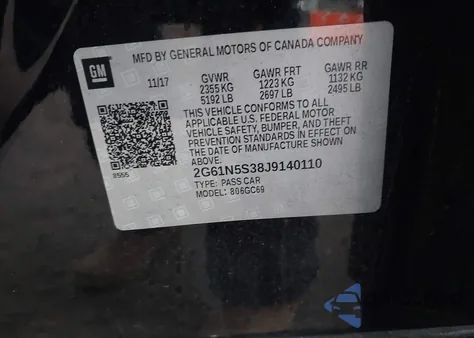 MFD BY GENERAL MOTORS OF CANADA COMPANY
GM
11/17
GVWR
2355 KG
5192 LB
GAWR FRT
1223 KG
2697 LB
GAWR RR
1132 KG
2495 LB
THIS VEHICLE CONFORMS TO ALL
APPLICABLE U.S. FEDERAL MOTOR
VEHICLE SAFETY, BUMPER, AND THEFT
PREVENTION STANDARDS IN EFFECT ON
THE DATE OF MANUFACTURE SHOWN
ABOVE.
2G61N5S38J9140110
TYPE: PASS CAR
MODEL: 806GC69